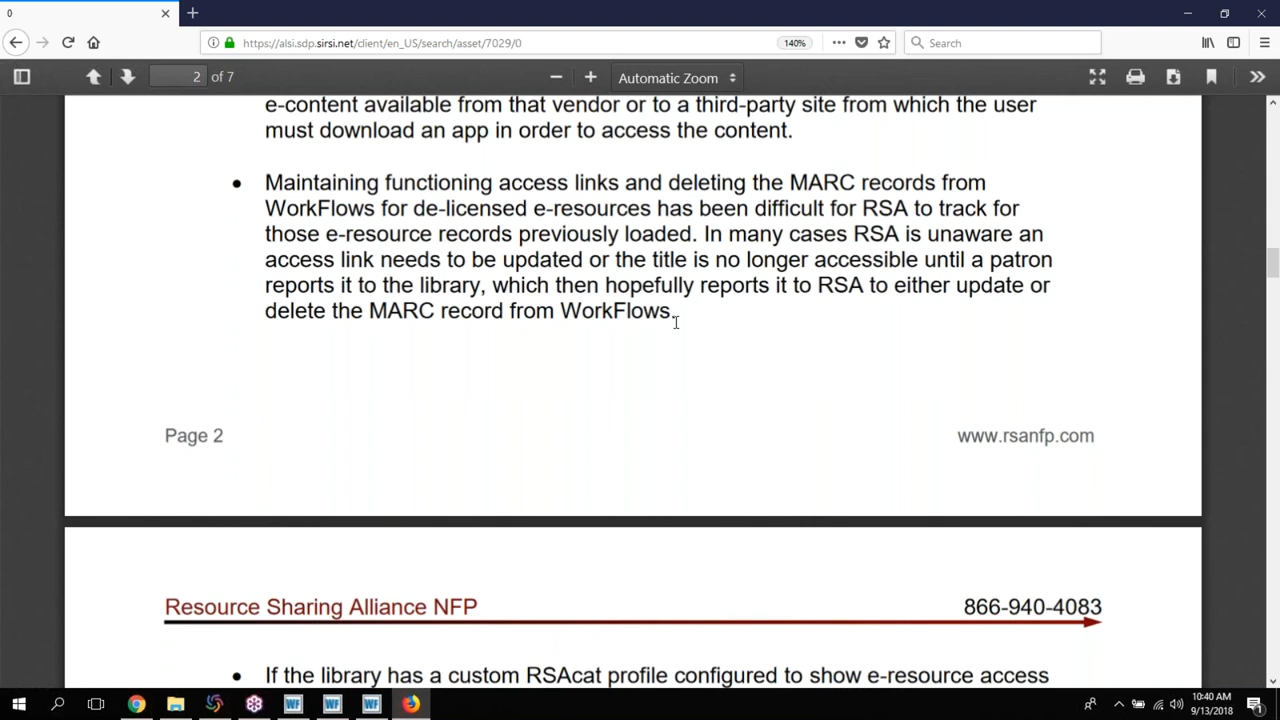 0
https://alsi.sdp.sirsi.net/client/en_US/search/asset/7029/0
140%
Search
2 of 7
Automatic Zoom
e-content available from that vendor or to a third-party site from which the user
must download an app in order to access the content.
• Maintaining functioning access links and deleting the MARC records from
WorkFlows for de-licensed e-resources has been difficult for RSA to track for
those e-resource records previously loaded. In many cases RSA is unaware an
access link needs to be updated or the title is no longer accessible until a patron
reports it to the library, which then hopefully reports it to RSA to either update or
delete the MARC record from WorkFlows.
Page 2 www.rsanfp.com
Resource Sharing Alliance NFP 866-940-4083
• If the library has a custom RSAcat profile configured to show e-resource access
WF WF WF
10:40 AM
9/13/2018
1